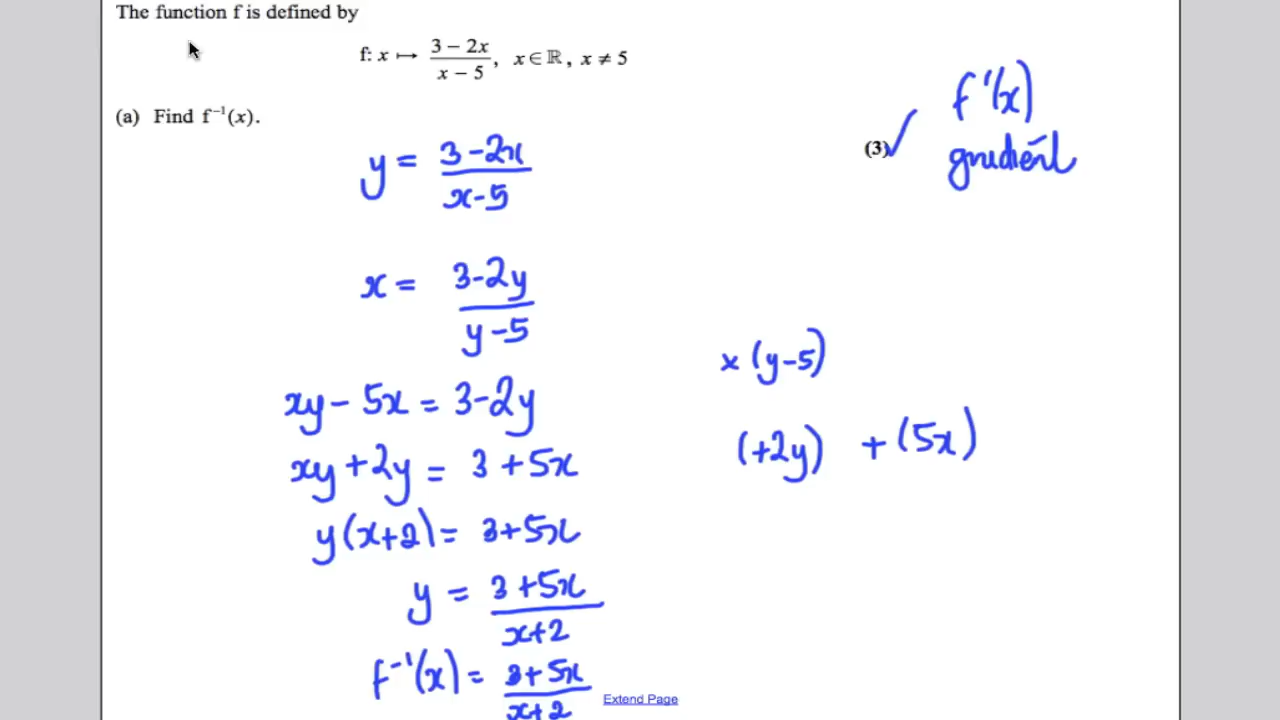 The function f is defined by
f: x ↦ (3 − 2x)/(x − 5), x ∈ ℝ, x ≠ 5
(a) Find f⁻¹(x).
(3) ✓
f'(x)
gradient
y = (3-2x)/(x-5)
x = (3-2y)/(y-5)
× (y-5)
xy - 5x = 3-2y
(+2y) + (5x)
xy + 2y = 3 + 5x
y(x+2) = 3+5x
y = (3+5x)/(x+2)
f⁻¹(x) = (3+5x)/(x+2)
Extend Page